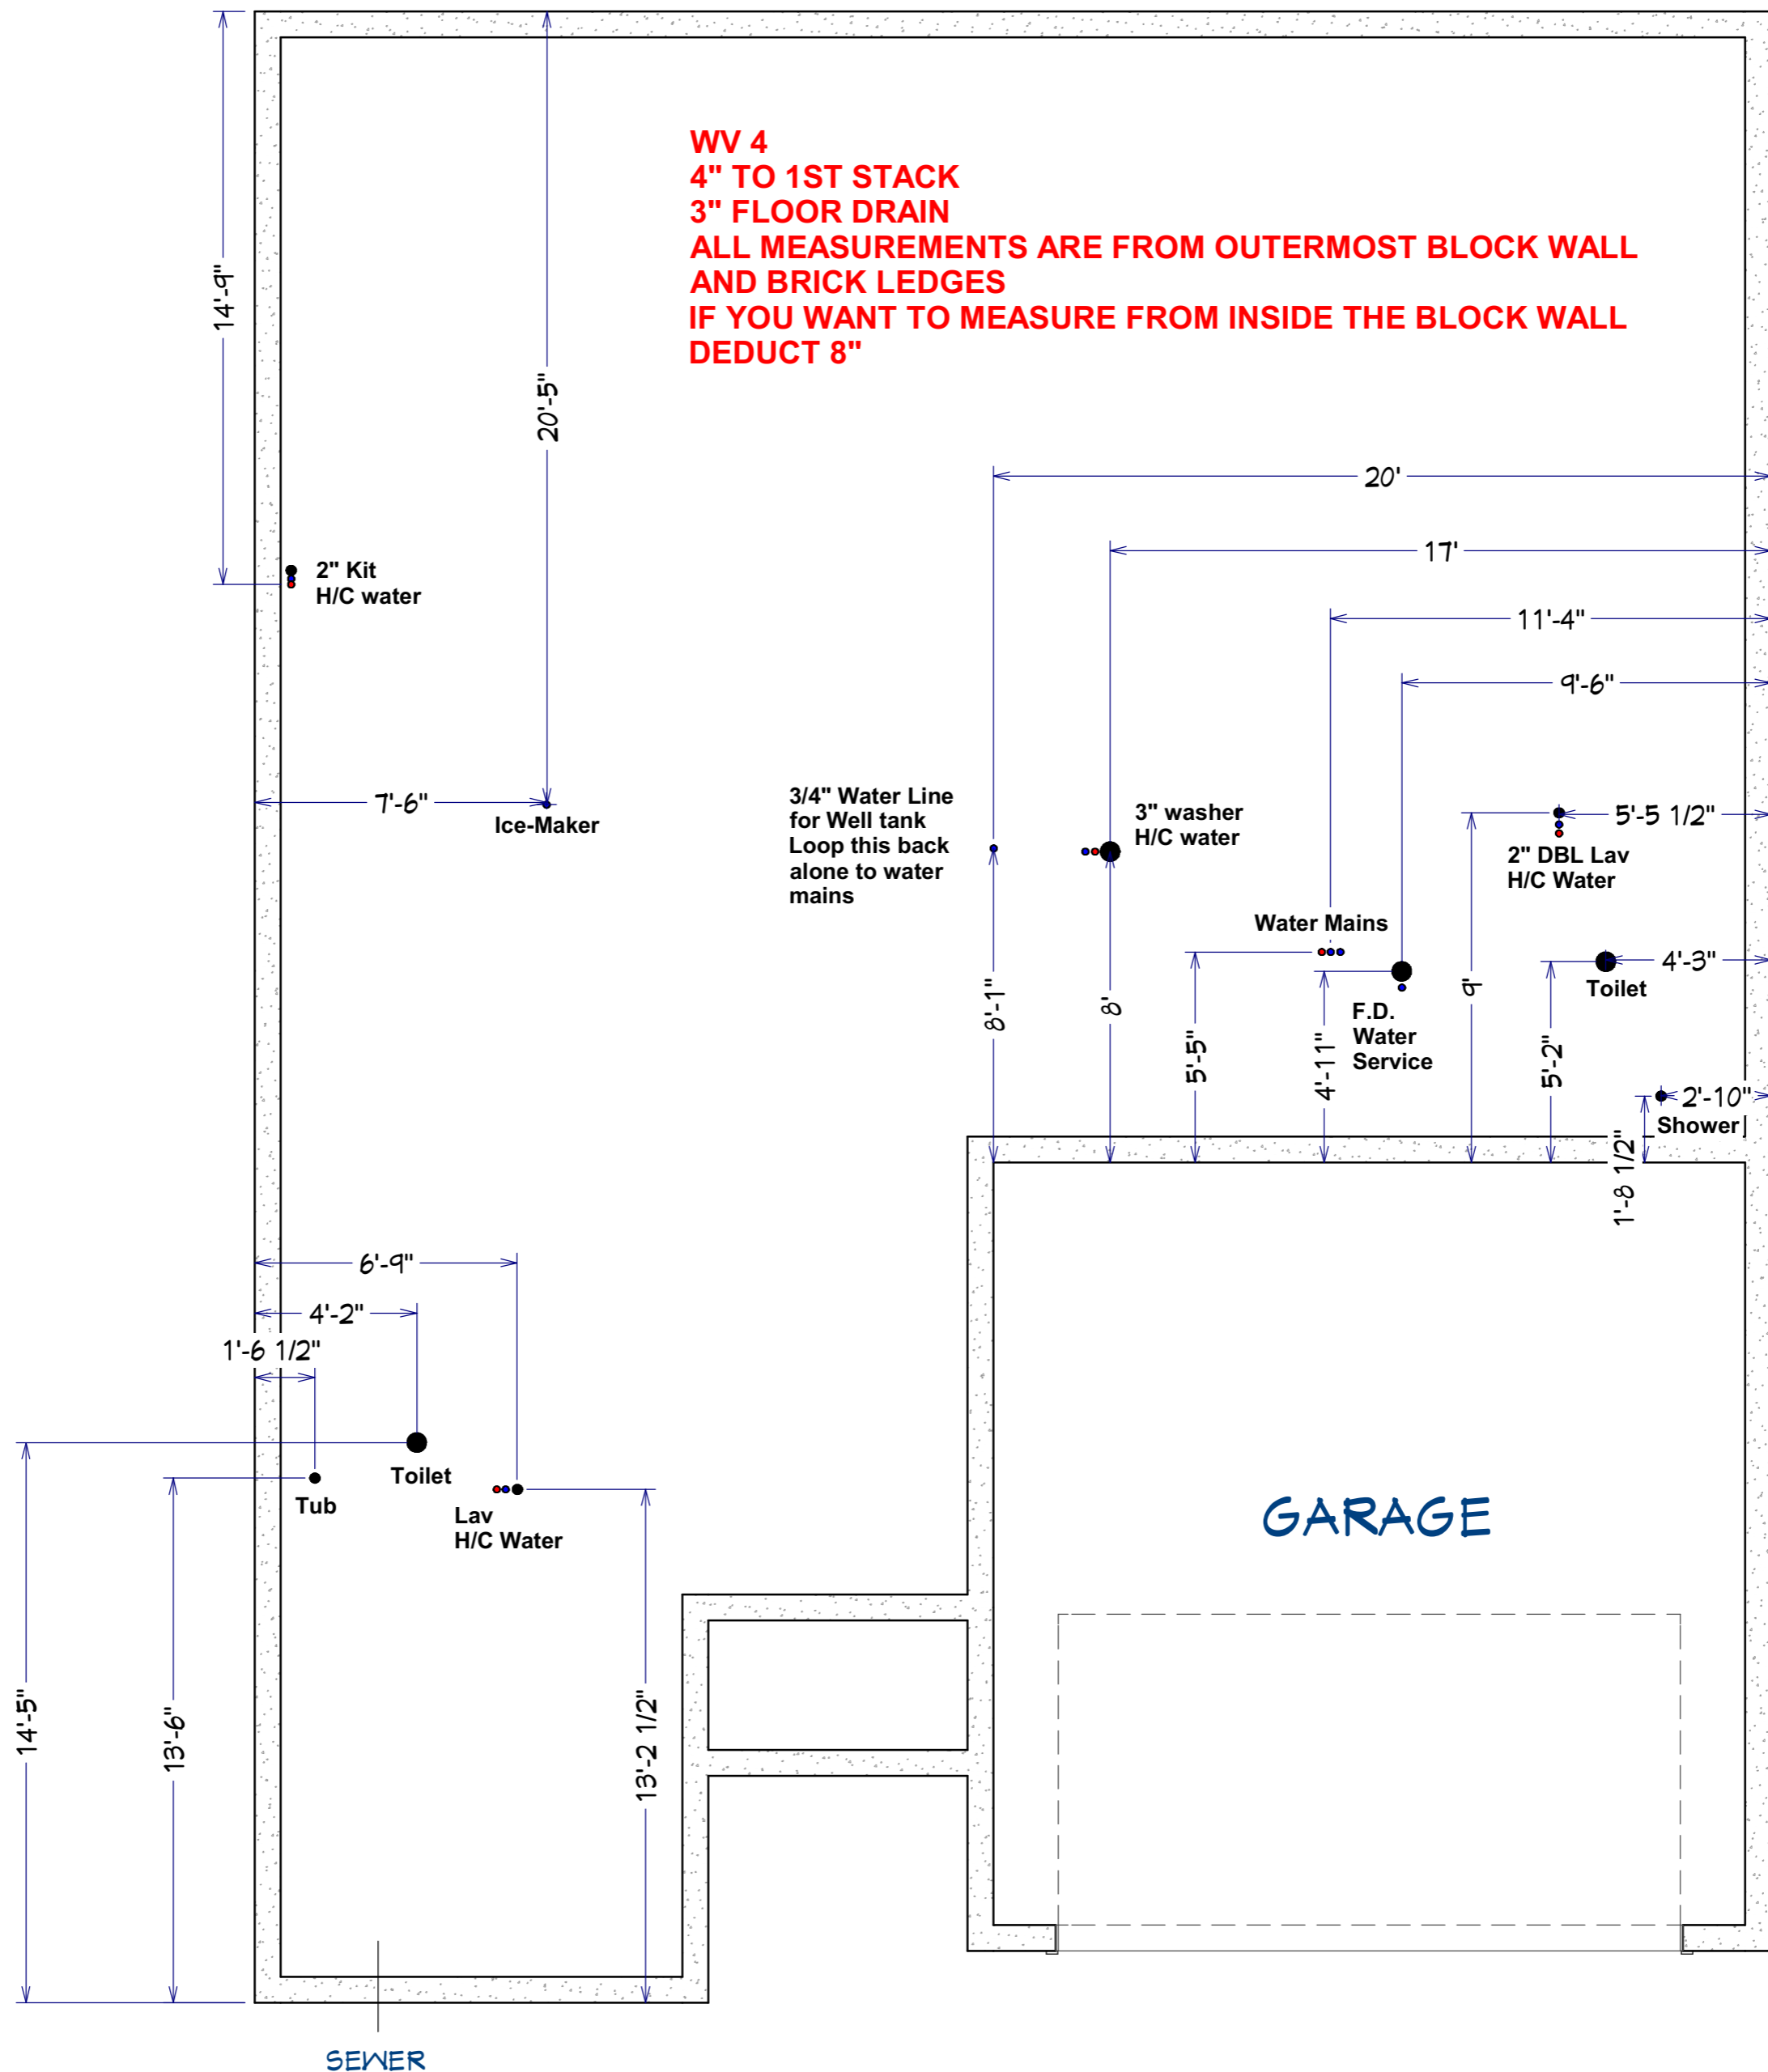 WV 4
4" TO 1ST STACK
3" FLOOR DRAIN
ALL MEASUREMENTS ARE FROM OUTERMOST BLOCK WALL
AND BRICK LEDGES
IF YOU WANT TO MEASURE FROM INSIDE THE BLOCK WALL
DEDUCT 8"
14'-9"
20'-5"
20'
17'
2" Kit
H/C water
11'-4"
9'-6"
7'-6"
Ice-Maker
3/4" Water Line
for Well tank
Loop this back
alone to water
mains
3" washer
H/C water
5'-5 1/2"
2" DBL Lav
H/C Water
Water Mains
4'-3"
Toilet
8'-1"
8'
5'-5"
4'-11"
F.D.
Water
Service
9'
5'-2"
2'-10"
Shower
1'-8 1/2"
6'-9"
4'-2"
1'-6 1/2"
Toilet
Tub
Lav
H/C Water
GARAGE
14'-5"
13'-6"
13'-2 1/2"
SEWER